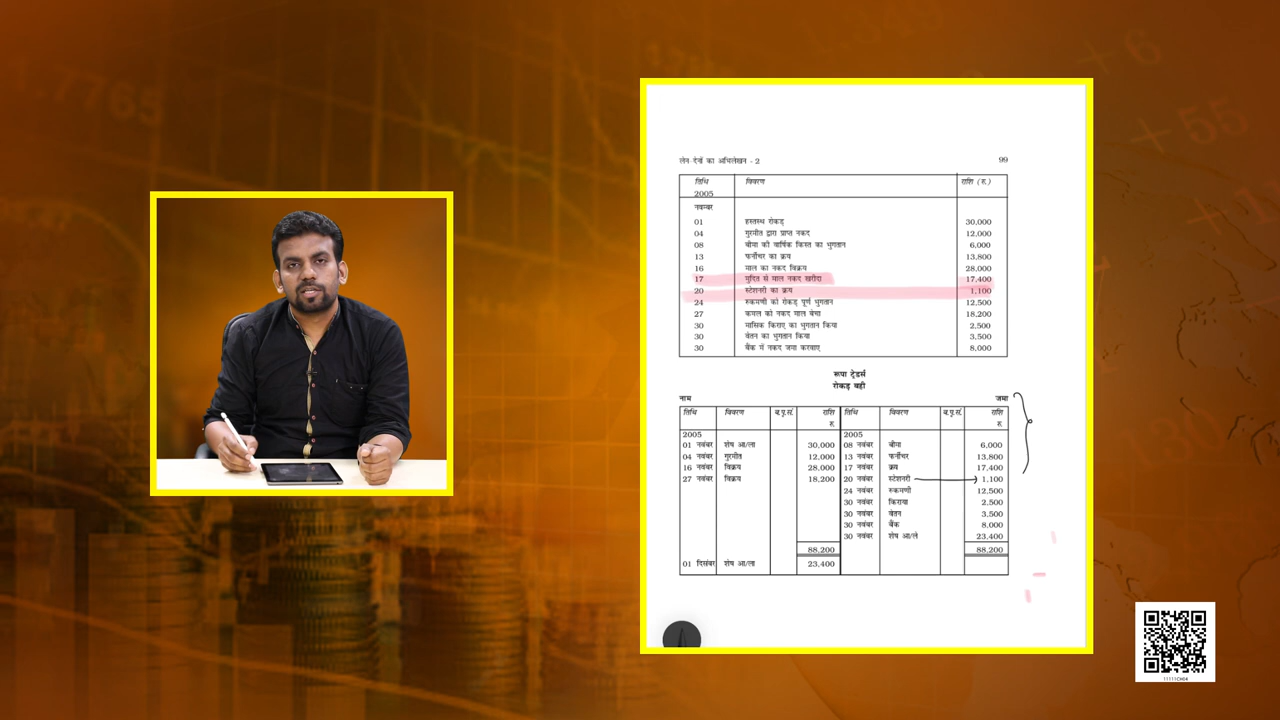 लेन-देनों का अभिलेखन - 2 99
तिथि विवरण राशि (रु.)
2005
नवम्बर
01 हस्तस्थ रोकड़ 30,000
04 गुरमीत द्वारा प्राप्त नकद 12,000
08 बीमा की वार्षिक किस्त का भुगतान 6,000
13 फर्नीचर का क्रय 13,800
16 माल का नकद विक्रय 28,000
17 मुदित से माल नकद खरीदा 17,400
20 स्टेशनरी का क्रय 1,100
24 रुकमणी को रोकड़ पूर्ण भुगतान 12,500
27 कमल को नकद माल बेचा 18,200
30 मासिक किराए का भुगतान किया 2,500
30 वेतन का भुगतान किया 3,500
30 बैंक में नकद जमा करवाए 8,000
रूपा ट्रेडर्स
रोकड़ बही
नाम जमा
तिथि विवरण ब.पृ.सं. राशि तिथि विवरण ब.पृ.सं. राशि
रु. रु.
2005 2005
01 नवंबर शेष आ/ला 30,000 08 नवंबर बीमा 6,000
04 नवंबर गुरमीत 12,000 13 नवंबर फर्नीचर 13,800
16 नवंबर विक्रय 28,000 17 नवंबर क्रय 17,400
27 नवंबर विक्रय 18,200 20 नवंबर स्टेशनरी 1,100
24 नवंबर रुकमणी 12,500
30 नवंबर किराया 2,500
30 नवंबर वेतन 3,500
30 नवंबर बैंक 8,000
30 नवंबर शेष आ/ले 23,400
88,200 88,200
01 दिसंबर शेष आ/ला 23,400
11111CH04